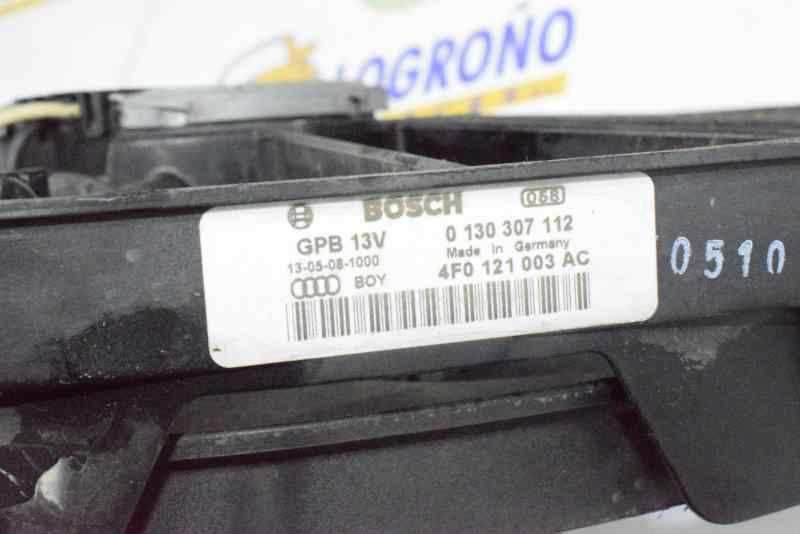 LOGROÑO
BOSCH 068
GPB 13V 0 130 307 112
13-05-08-1000 Made in Germany
BOY 4F0 121 003 AC
0510